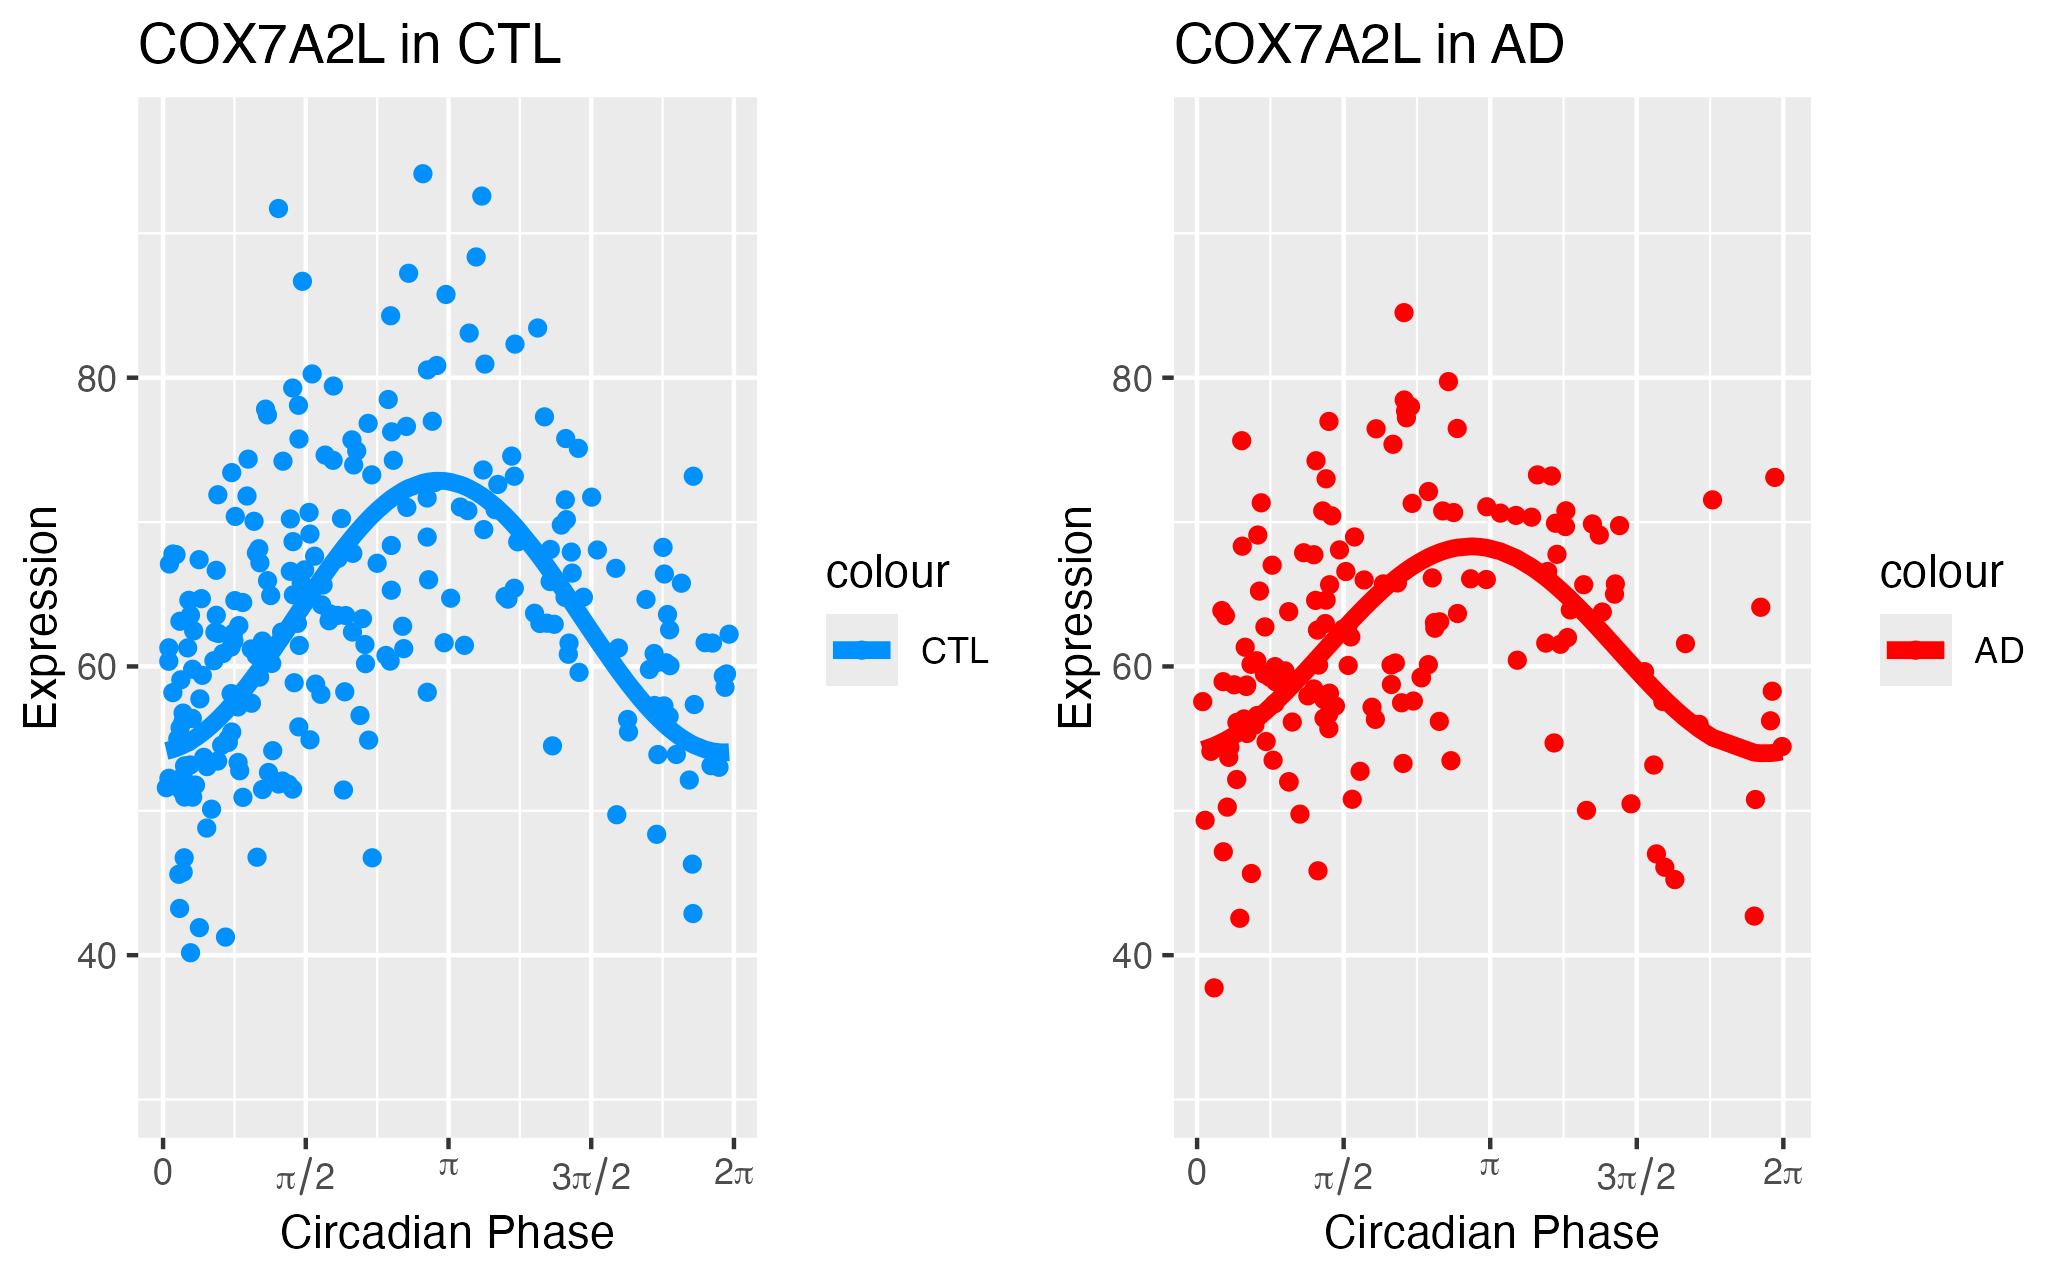 COX7A2L in CTL
80
60
40
Expression
0 π/2 π 3π/2 2π
Circadian Phase
colour
CTL
COX7A2L in AD
80
60
40
Expression
0 π/2 π 3π/2 2π
Circadian Phase
colour
AD